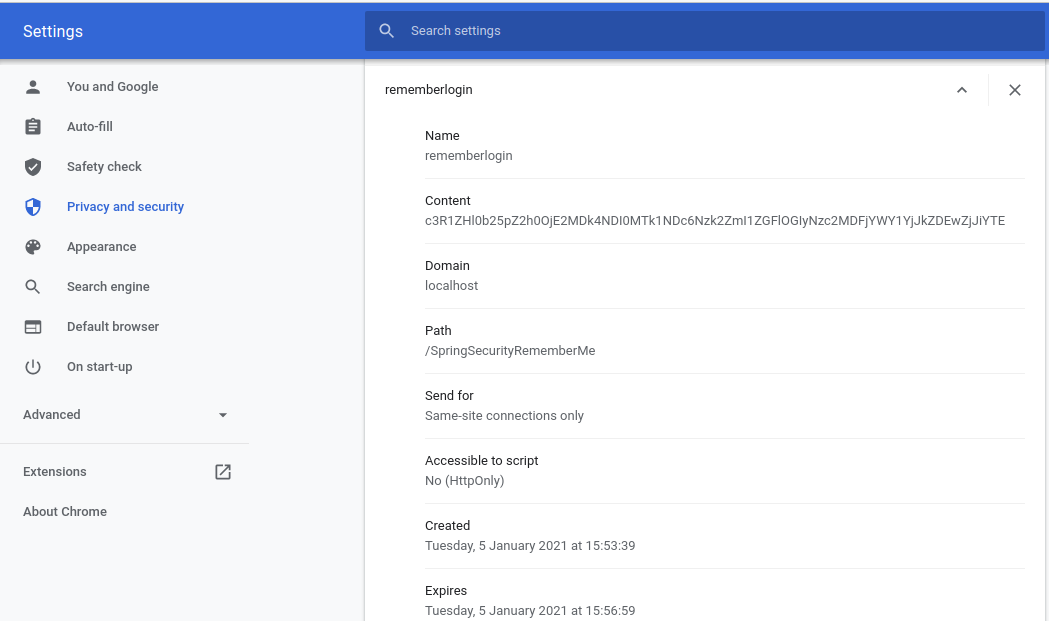 Settings
Search settings
You and Google
Auto-fill
Safety check
Privacy and security
Appearance
Search engine
Default browser
On start-up
Advanced
Extensions
About Chrome
rememberlogin
Name
rememberlogin
Content
c3R1ZHl0b25pZ2h0OjE2MDk4NDI0MTk1NDc6Nzk2ZmI1ZGFlOGIyNzc2MDFjYWY1YjJkZDEwZjJiYTE
Domain
localhost
Path
/SpringSecurityRememberMe
Send for
Same-site connections only
Accessible to script
No (HttpOnly)
Created
Tuesday, 5 January 2021 at 15:53:39
Expires
Tuesday, 5 January 2021 at 15:56:59